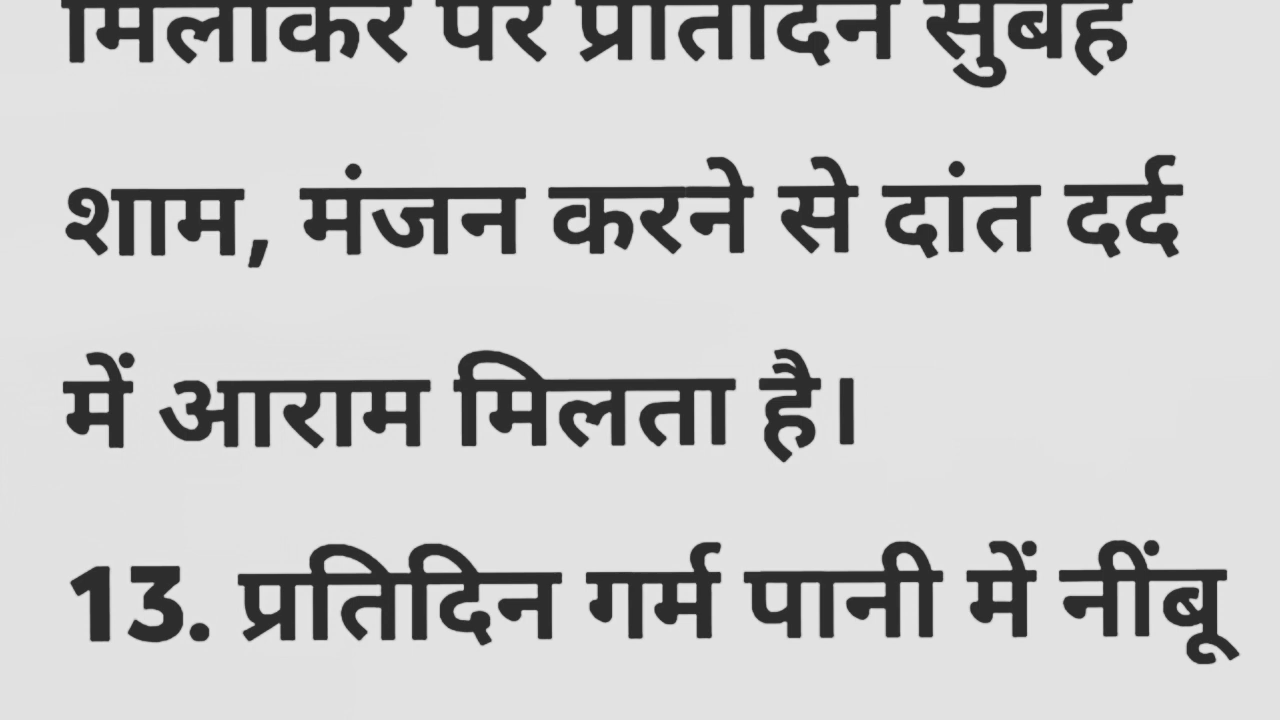 मिलाकर पर प्रतिदिन सुबह
शाम, मंजन करने से दांत दर्द
में आराम मिलता है।
13. प्रतिदिन गर्म पानी में नींबू